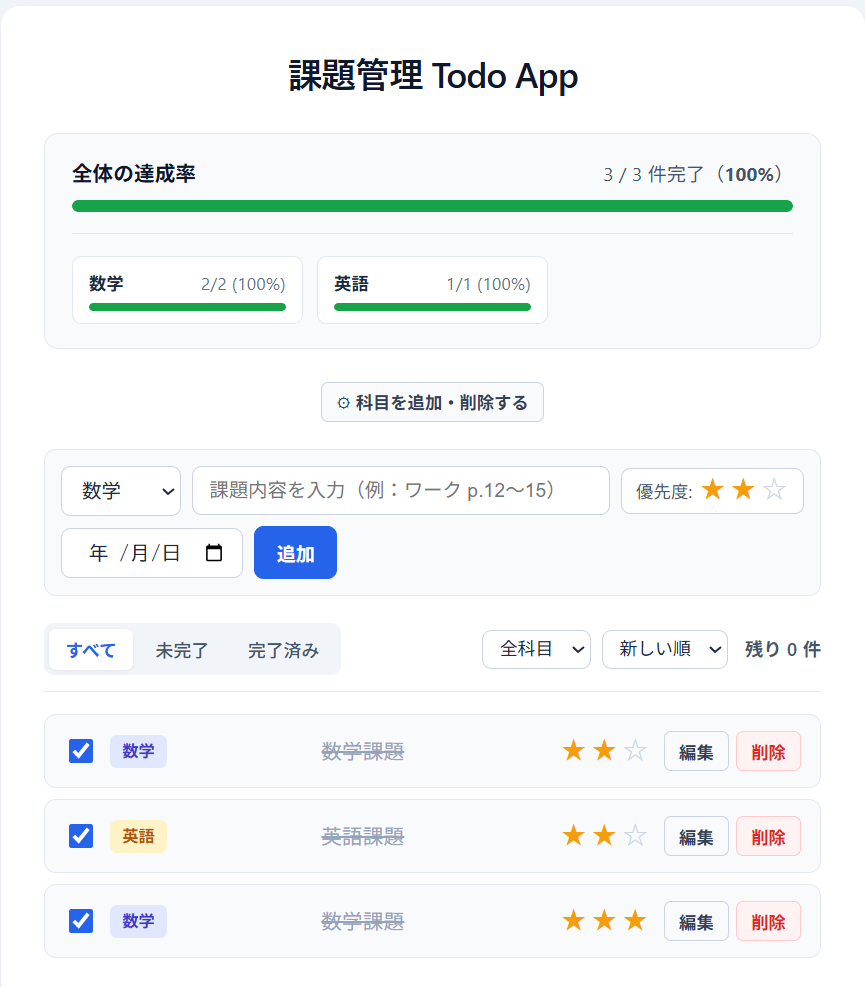 課題管理 Todo App
全体の達成率 3 / 3 件完了（100%）
数学 2/2 (100%) 英語 1/1 (100%)
⚙ 科目を追加・削除する
数学 課題内容を入力（例：ワーク p.12〜15） 優先度: ★ ★ ☆
年 /月/日 追加
すべて 未完了 完了済み 全科目 新しい順 残り 0 件
数学 数学課題 ★ ★ ☆ 編集 削除
英語 英語課題 ★ ★ ☆ 編集 削除
数学 数学課題 ★ ★ ★ 編集 削除